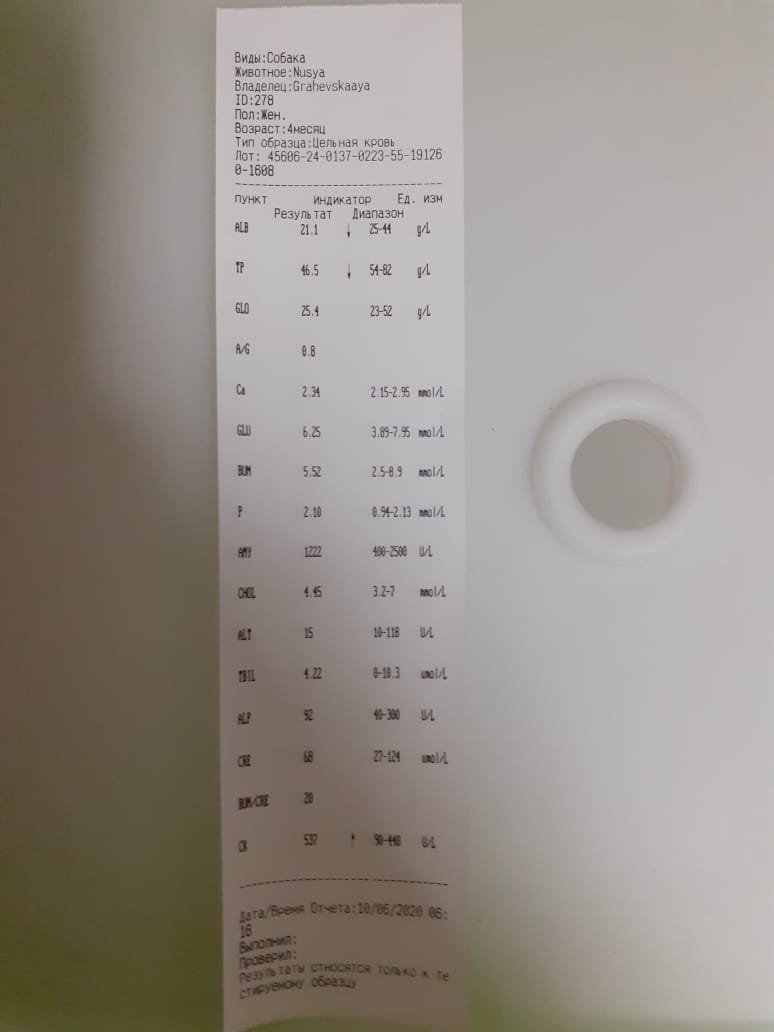 Виды:Собака
Животное:Nusya
Владелец:Grahevskaaya
ID:278
Пол:Жен.
Возраст:4месяц
Тип образца:Цельная кровь
Лот: 45606-24-0137-0223-55-19126
0-1608
--------------------------------
пункт Индикатор Ед. изм
Результат Диапазон
ALB 21.1 ↓ 25-44 g/L
TP 46.5 ↓ 54-82 g/L
GLO 25.4 23-52 g/L
A/G 0.8
Ca 2.34 2.15-2.95 mmol/L
GLU 6.25 3.89-7.95 mmol/L
BUN 5.52 2.5-8.9 mmol/L
P 2.10 0.94-2.13 mmol/L
AMY 1222 400-2500 U/L
CHOL 4.45 3.2-7 mmol/L
ALT 15 10-118 U/L
TBIL 4.22 0-10.3 umol/L
ALP 92 40-300 U/L
CRE 68 27-124 umol/L
BUN/CRE 20
CK 537 ↑ 90-440 U/L
--------------------------------
Дата/Время Отчета:10/06/2020 06:
16
Выполнил:
Проверил:
Результаты относятся только к те
стируемому образцу